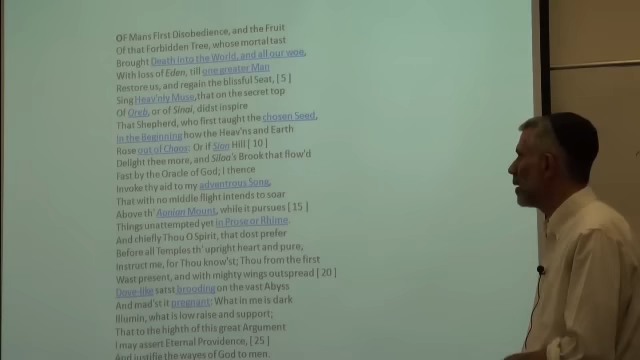 OF Mans First Disobedience, and the Fruit
Of that Forbidden Tree, whose mortal tast
Brought Death into the World, and all our woe,
With loss of Eden, till one greater Man
Restore us, and regain the blissful Seat, [ 5 ]
Sing Heav'nly Muse, that on the secret top
Of Oreb, or of Sinai, didst inspire
That Shepherd, who first taught the chosen Seed,
In the Beginning how the Heav'ns and Earth
Rose out of Chaos: Or if Sion Hill [ 10 ]
Delight thee more, and Siloa's Brook that flow'd
Fast by the Oracle of God; I thence
Invoke thy aid to my adventrous Song,
That with no middle flight intends to soar
Above th' Aonian Mount, while it pursues [ 15 ]
Things unattempted yet in Prose or Rhime.
And chiefly Thou O Spirit, that dost prefer
Before all Temples th' upright heart and pure,
Instruct me, for Thou know'st; Thou from the first
Wast present, and with mighty wings outspread [ 20 ]
Dove-like satst brooding on the vast Abyss
And mad'st it pregnant: What in me is dark
Illumin, what is low raise and support;
That to the highth of this great Argument
I may assert Eternal Providence, [ 25 ]
And justifie the wayes of God to men.